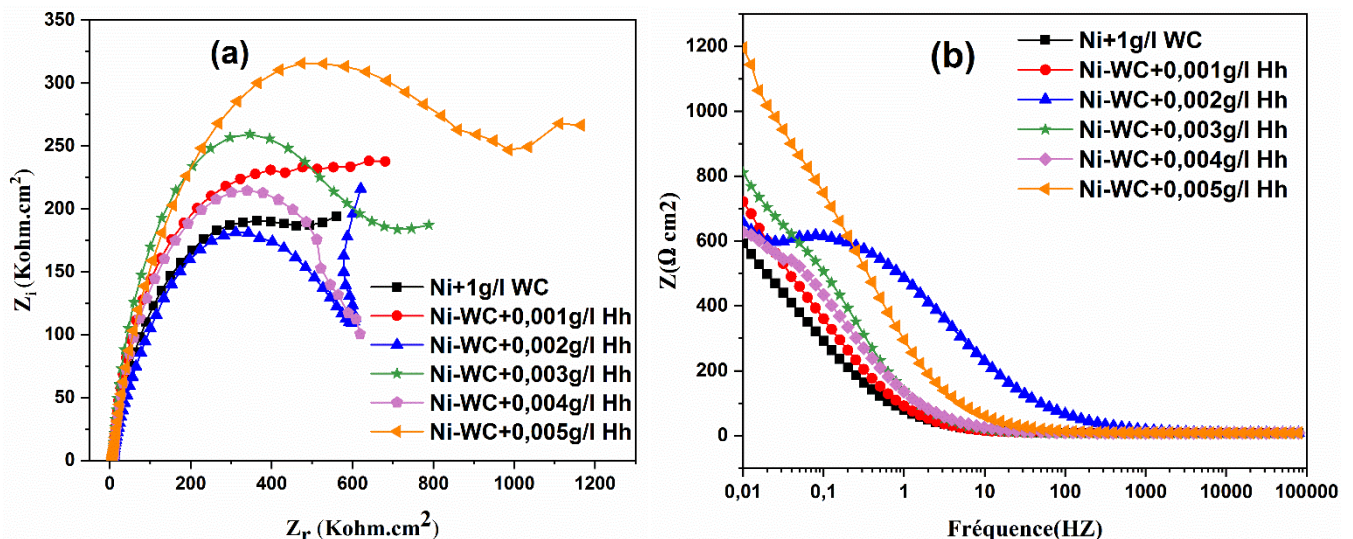 (a)
350
300
250
200
150
100
50
0
Z_i (Kohm.cm²)
0 200 400 600 800 1000 1200
Z_r (Kohm.cm²)
Ni+1g/l WC
Ni-WC+0,001g/l Hh
Ni-WC+0,002g/l Hh
Ni-WC+0,003g/l Hh
Ni-WC+0,004g/l Hh
Ni-WC+0,005g/l Hh
(b)
1200
1000
800
600
400
200
0
Z(Ω cm2)
0,01 0,1 1 10 100 1000 10000 100000
Fréquence(HZ)
Ni+1g/l WC
Ni-WC+0,001g/l Hh
Ni-WC+0,002g/l Hh
Ni-WC+0,003g/l Hh
Ni-WC+0,004g/l Hh
Ni-WC+0,005g/l Hh